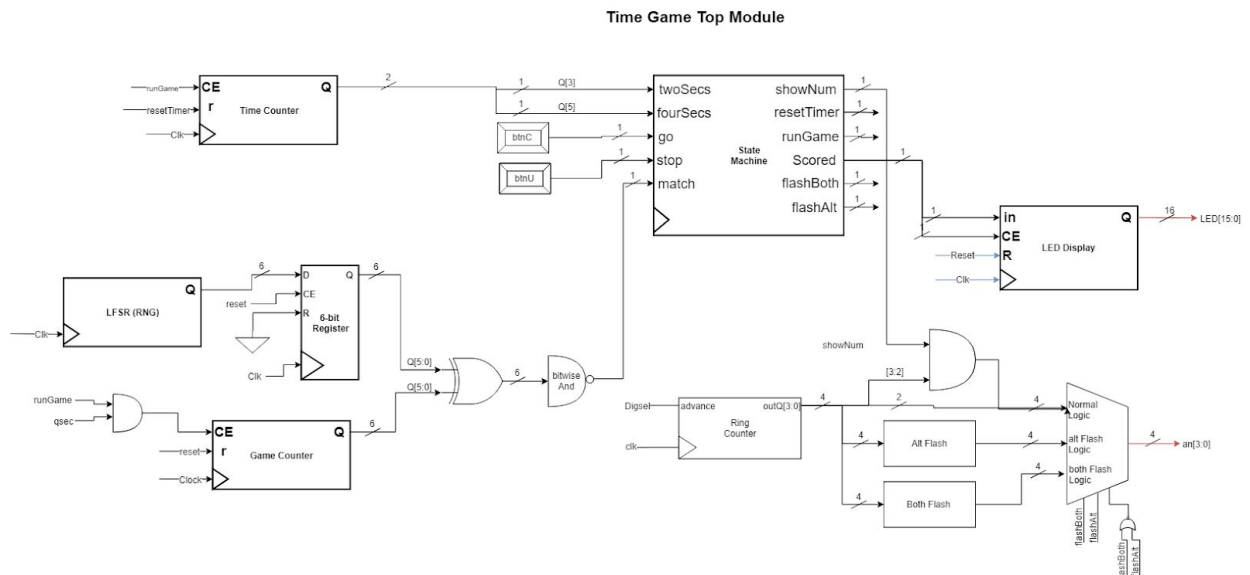 Time Game Top Module
runGame
CE
Q
resetTimer
r
Time Counter
Clk
2
1
Q[3]
1
Q[5]
btnC
1
btnU
1
1
twoSecs
fourSecs
go
stop
match
State
Machine
showNum
resetTimer
runGame
Scored
flashBoth
flashAlt
1
1
1
1
1
1
1
1
1
in
CE
R
Q
LED Display
Reset
Clk
16
LED[15:0]
Q
LFSR (RNG)
Clk
6
reset
D
Q
CE
R
6-bit
Register
Clk
6
Q[5:0]
Q[5:0]
6
bitwise
And
runGame
qsec
CE
Q
r
Game Counter
reset
Clock
6
showNum
[3:2]
Digsel
advance
outQ[3:0]
Ring
Counter
clk
4
2
4
4
Alt Flash
4
4
Both Flash
4
Normal
Logic
alt Flash
Logic
both Flash
Logic
4
an[3:0]
flashBoth
flashAlt
flashBoth
flashAlt